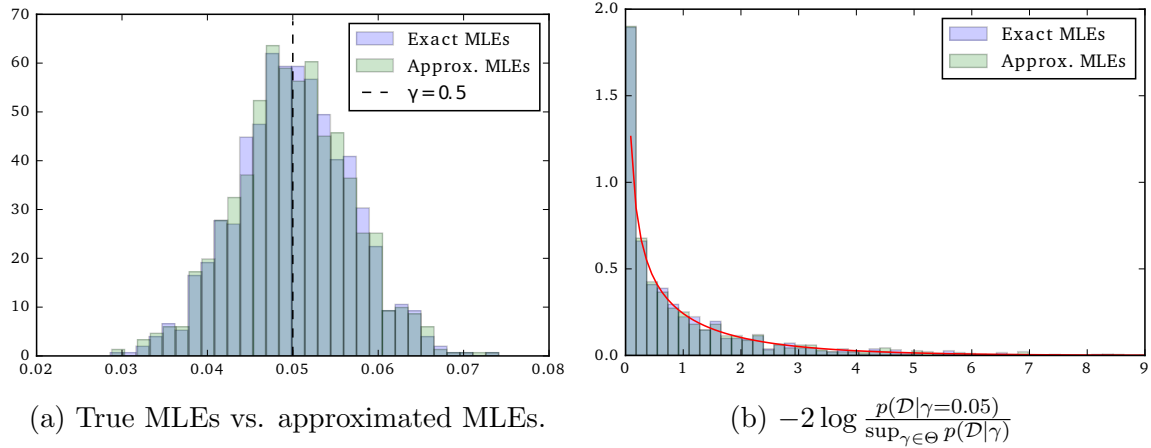 70
60
50
40
30
20
10
0
0.02 0.03 0.04 0.05 0.06 0.07 0.08
Exact MLEs
Approx. MLEs
γ = 0.5
(a) True MLEs vs. approximated MLEs.
2.0
1.5
1.0
0.5
0.0
0 1 2 3 4 5 6 7 8 9
Exact MLEs
Approx. MLEs
(b) −2 log p(𝒟|γ=0.05) / sup_{γ∈Θ} p(𝒟|γ)